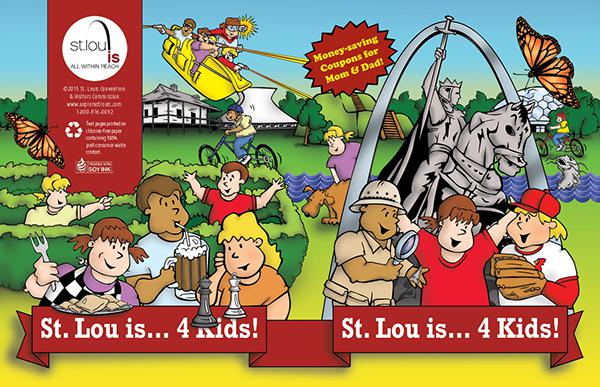 st.lou
is
ALL WITHIN REACH
©2015 St. Louis Convention
& Visitors Commission
www.explorestlouis.com
1-800-916-0092
Text pages printed on
chlorine-free paper
containing 100%
post-consumer waste
content.
PRINTED WITH
SOY INK
Money-saving
Coupons for
Mom & Dad!
St. Lou is... 4 Kids!
St. Lou is... 4 Kids!